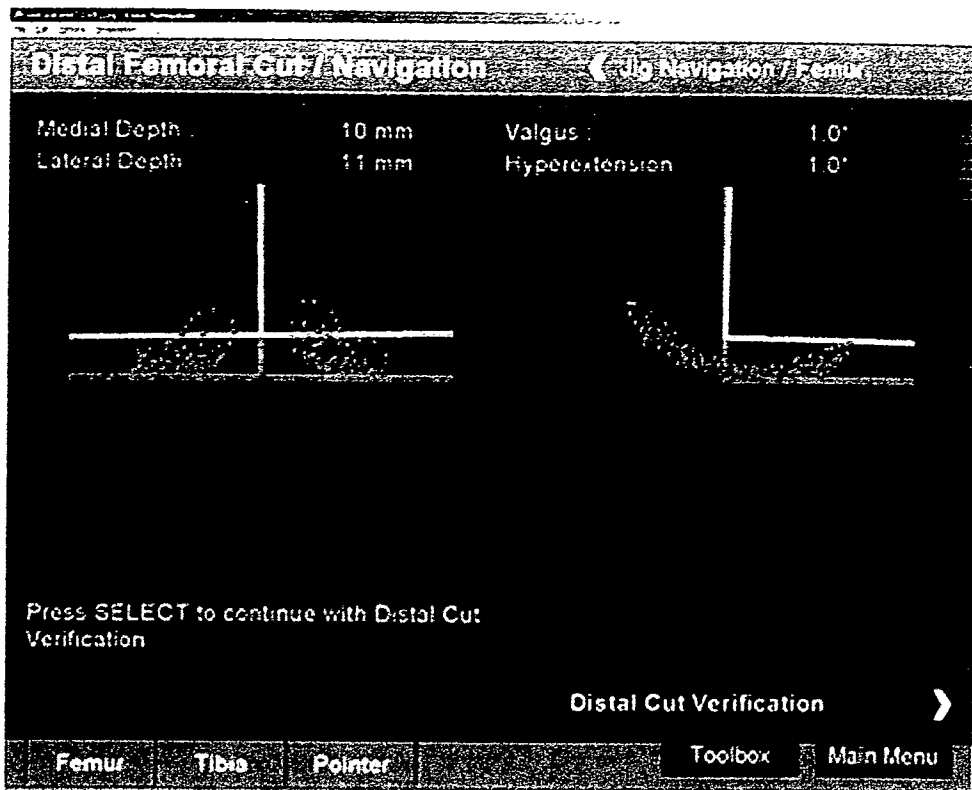 Distal Femoral Cut / Navigation
❮ Jig Navigation / Femur
Medial Depth : 10 mm Valgus : 1.0°
Lateral Depth 11 mm Hyperextension 1.0°
Press SELECT to continue with Distal Cut
Verification
Distal Cut Verification ❯
Femur Tibia Pointer Toolbox Main Menu